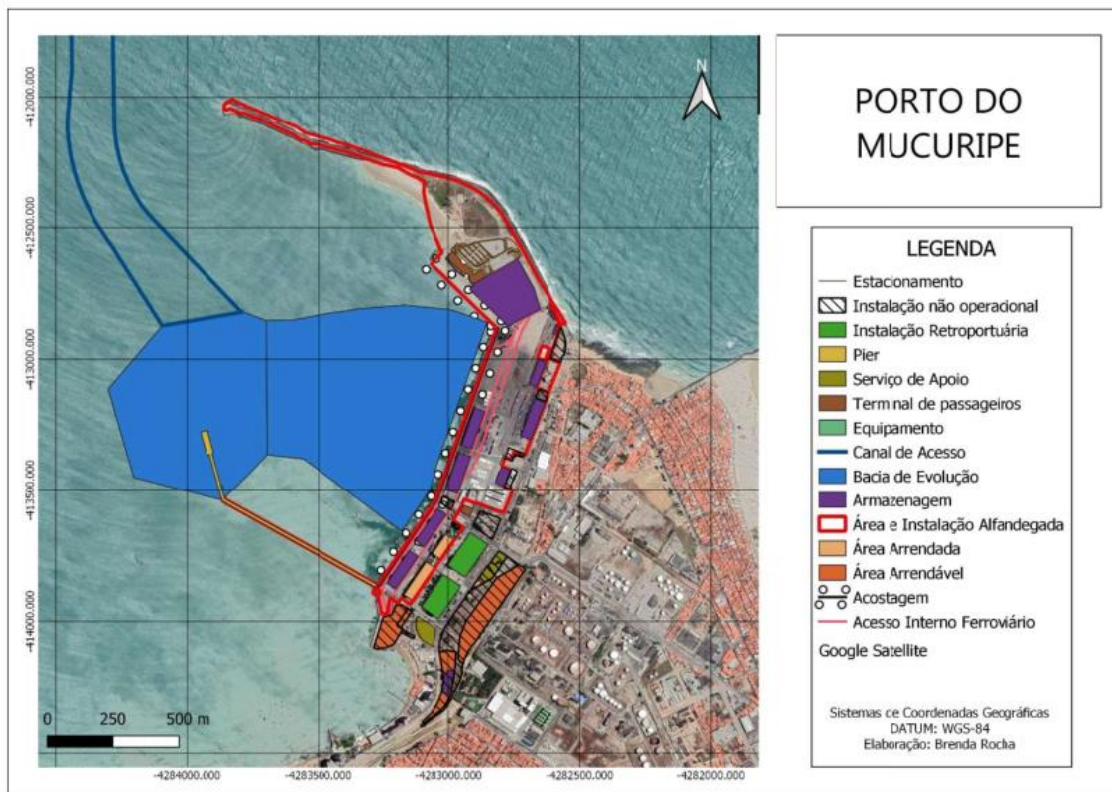 PORTO DO
MUCURIPE
N
LEGENDA
Estacionamento
Instalação não operacional
Instalação Retroportuária
Pier
Serviço de Apoio
Terminal de passageiros
Equipamento
Canal de Acesso
Bacia de Evolução
Armazenagem
Área e Instalação Alfandegada
Área Arrendada
Área Arrendável
Acostagem
Acesso Interno Ferroviário
Google Satellite
Sistemas de Coordenadas Geográficas
DATUM: WGS-84
Elaboração: Brenda Rocha
-412000.000
-412500.000
-413000.000
-413500.000
-414000.000
0 250 500 m
-4284000.000 -4283500.000 -4283000.000 -4282500.000 -4282000.000